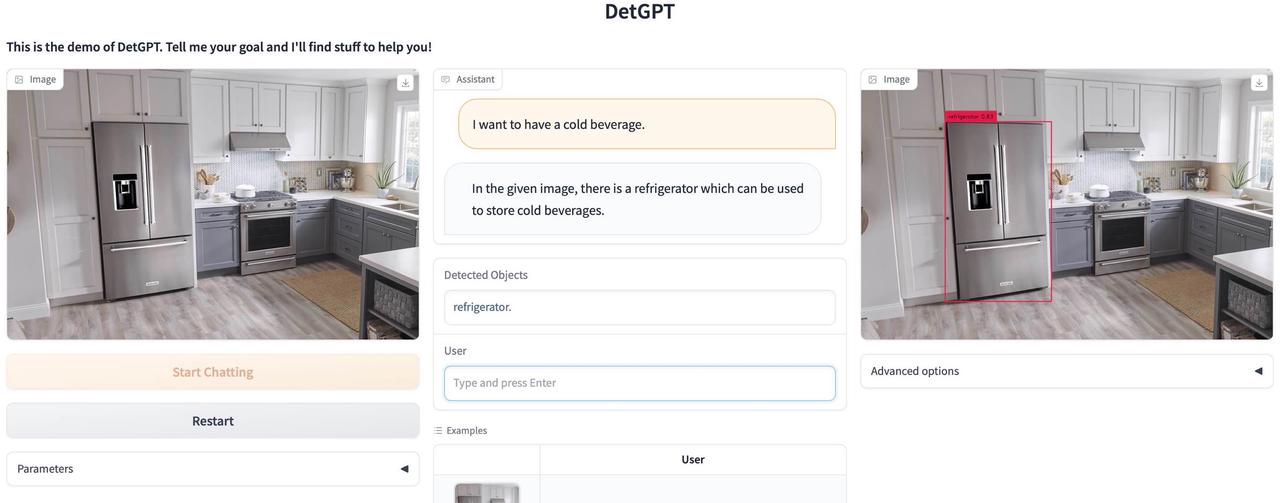 DetGPT
This is the demo of DetGPT. Tell me your goal and I'll find stuff to help you!
Image
Start Chatting
Restart
Parameters
Assistant
I want to have a cold beverage.
In the given image, there is a refrigerator which can be used
to store cold beverages.
Detected Objects
refrigerator.
User
Type and press Enter
Examples
User
Image
refrigerator 0.83
Advanced options